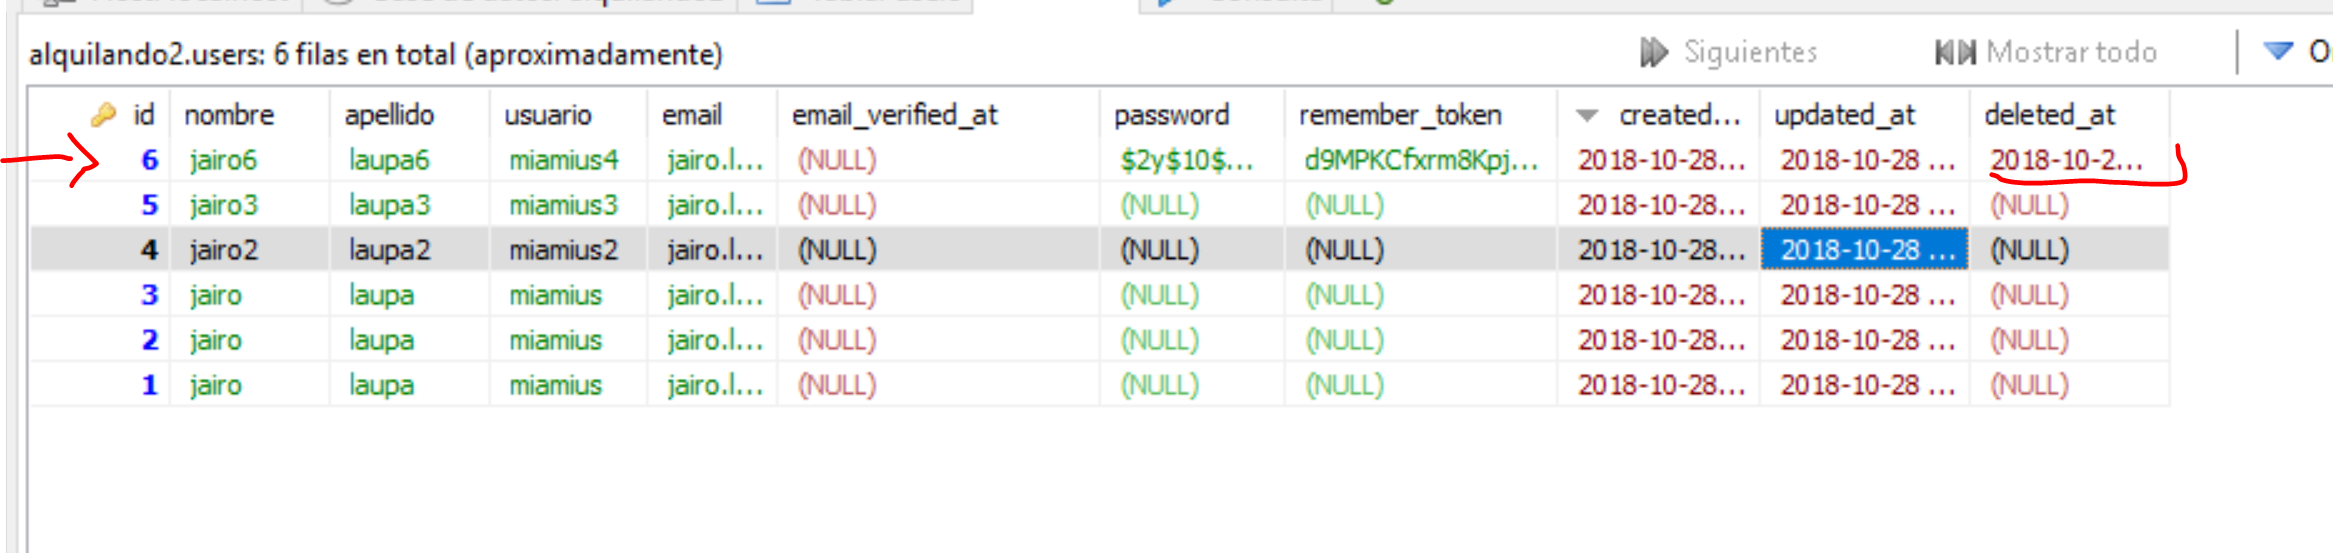 alquilando2.users: 6 filas en total (aproximadamente) Siguientes Mostrar todo
id nombre apellido usuario email email_verified_at password remember_token created... updated_at deleted_at
6 jairo6 laupa6 miamius4 jairo.l... (NULL) $2y$10$... d9MPKCfxrm8Kpj... 2018-10-28... 2018-10-28 ... 2018-10-2...
5 jairo3 laupa3 miamius3 jairo.l... (NULL) (NULL) (NULL) 2018-10-28... 2018-10-28 ... (NULL)
4 jairo2 laupa2 miamius2 jairo.l... (NULL) (NULL) (NULL) 2018-10-28... 2018-10-28 ... (NULL)
3 jairo laupa miamius jairo.l... (NULL) (NULL) (NULL) 2018-10-28... 2018-10-28 ... (NULL)
2 jairo laupa miamius jairo.l... (NULL) (NULL) (NULL) 2018-10-28... 2018-10-28 ... (NULL)
1 jairo laupa miamius jairo.l... (NULL) (NULL) (NULL) 2018-10-28... 2018-10-28 ... (NULL)